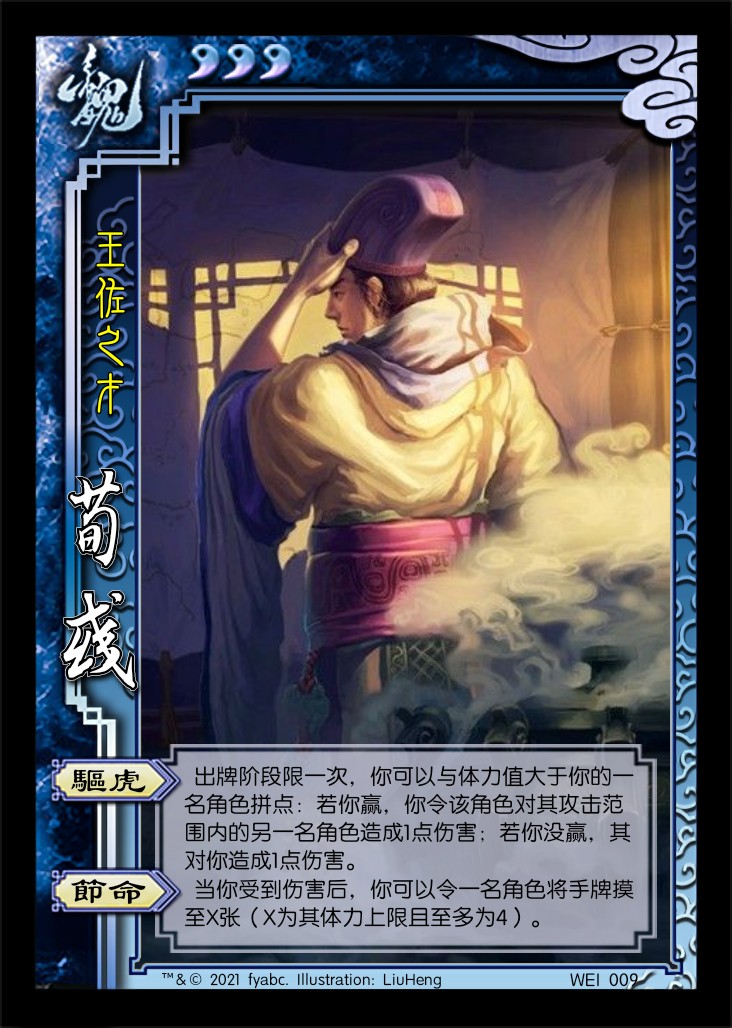 魏
王佐之才
荀彧
驅虎
出牌阶段限一次，你可以与体力值大于你的一
名角色拼点：若你赢，你令该角色对其攻击范
围内的另一名角色造成1点伤害；若你没赢，其
对你造成1点伤害。
節命
当你受到伤害后，你可以令一名角色将手牌摸
至X张（X为其体力上限且至多为4）。
™&© 2021 fyabc. Illustration: LiuHeng
WEI 009